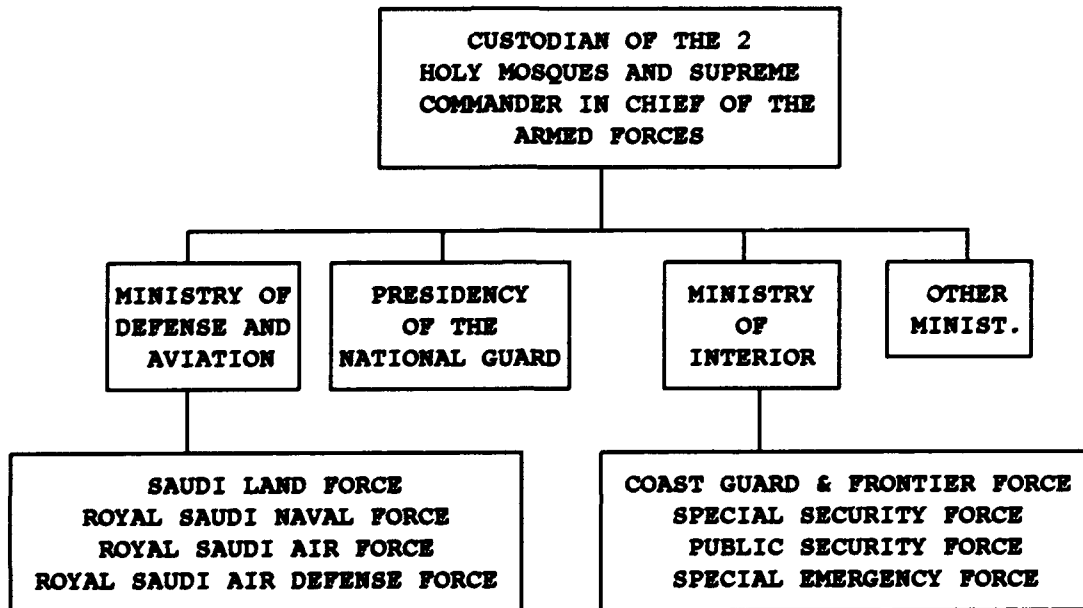 CUSTODIAN OF THE 2
HOLY MOSQUES AND SUPREME
COMMANDER IN CHIEF OF THE
ARMED FORCES
MINISTRY OF
DEFENSE AND
AVIATION
PRESIDENCY
OF THE
NATIONAL GUARD
MINISTRY
OF
INTERIOR
OTHER
MINIST.
SAUDI LAND FORCE
ROYAL SAUDI NAVAL FORCE
ROYAL SAUDI AIR FORCE
ROYAL SAUDI AIR DEFENSE FORCE
COAST GUARD & FRONTIER FORCE
SPECIAL SECURITY FORCE
PUBLIC SECURITY FORCE
SPECIAL EMERGENCY FORCE